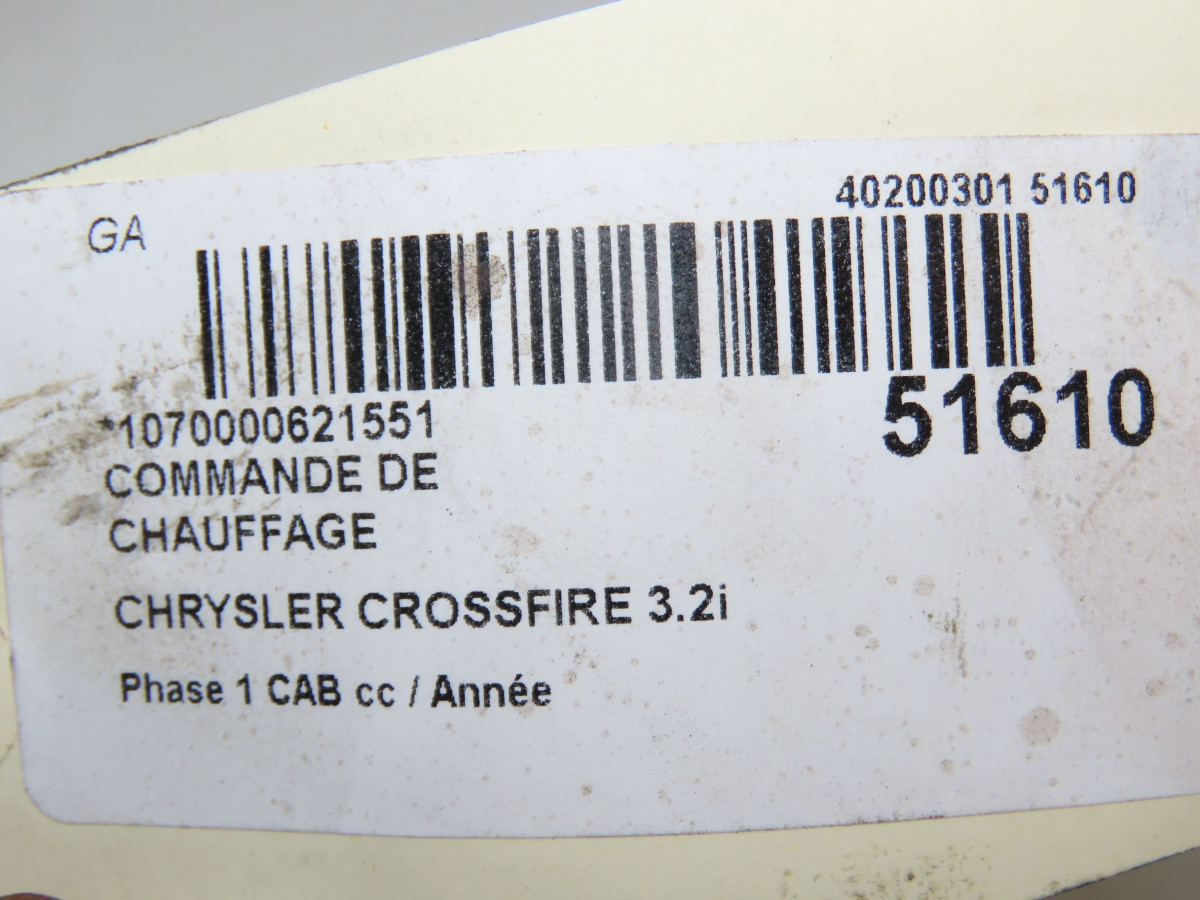 40200301 51610
GA
51610
*1070000621551
COMMANDE DE
CHAUFFAGE
CHRYSLER CROSSFIRE 3.2i
Phase 1 CAB cc / Année